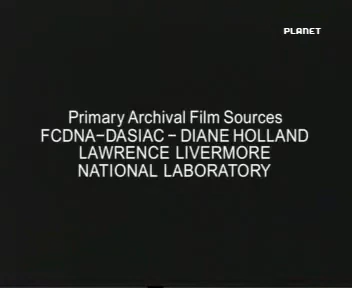 PLANET
Primary Archival Film Sources
FCDNA-DASIAC - DIANE HOLLAND
LAWRENCE LIVERMORE
NATIONAL LABORATORY